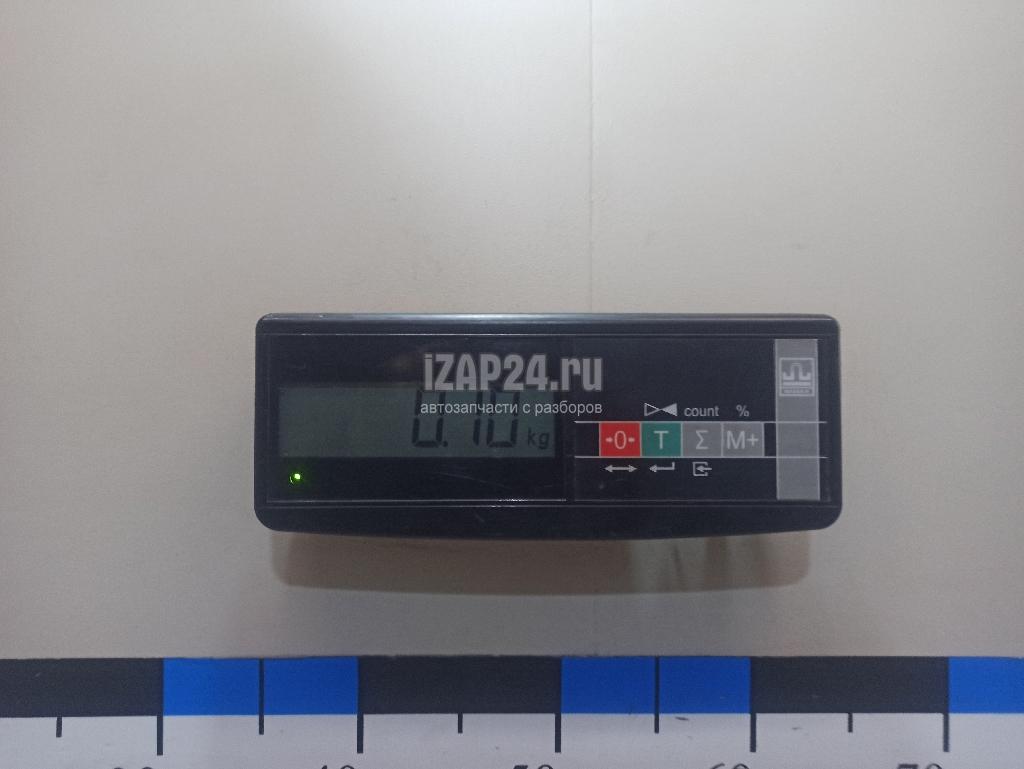 iZAP24.ru
автозапчасти с разборов
0.10 kg
count %
→0← T Σ M+